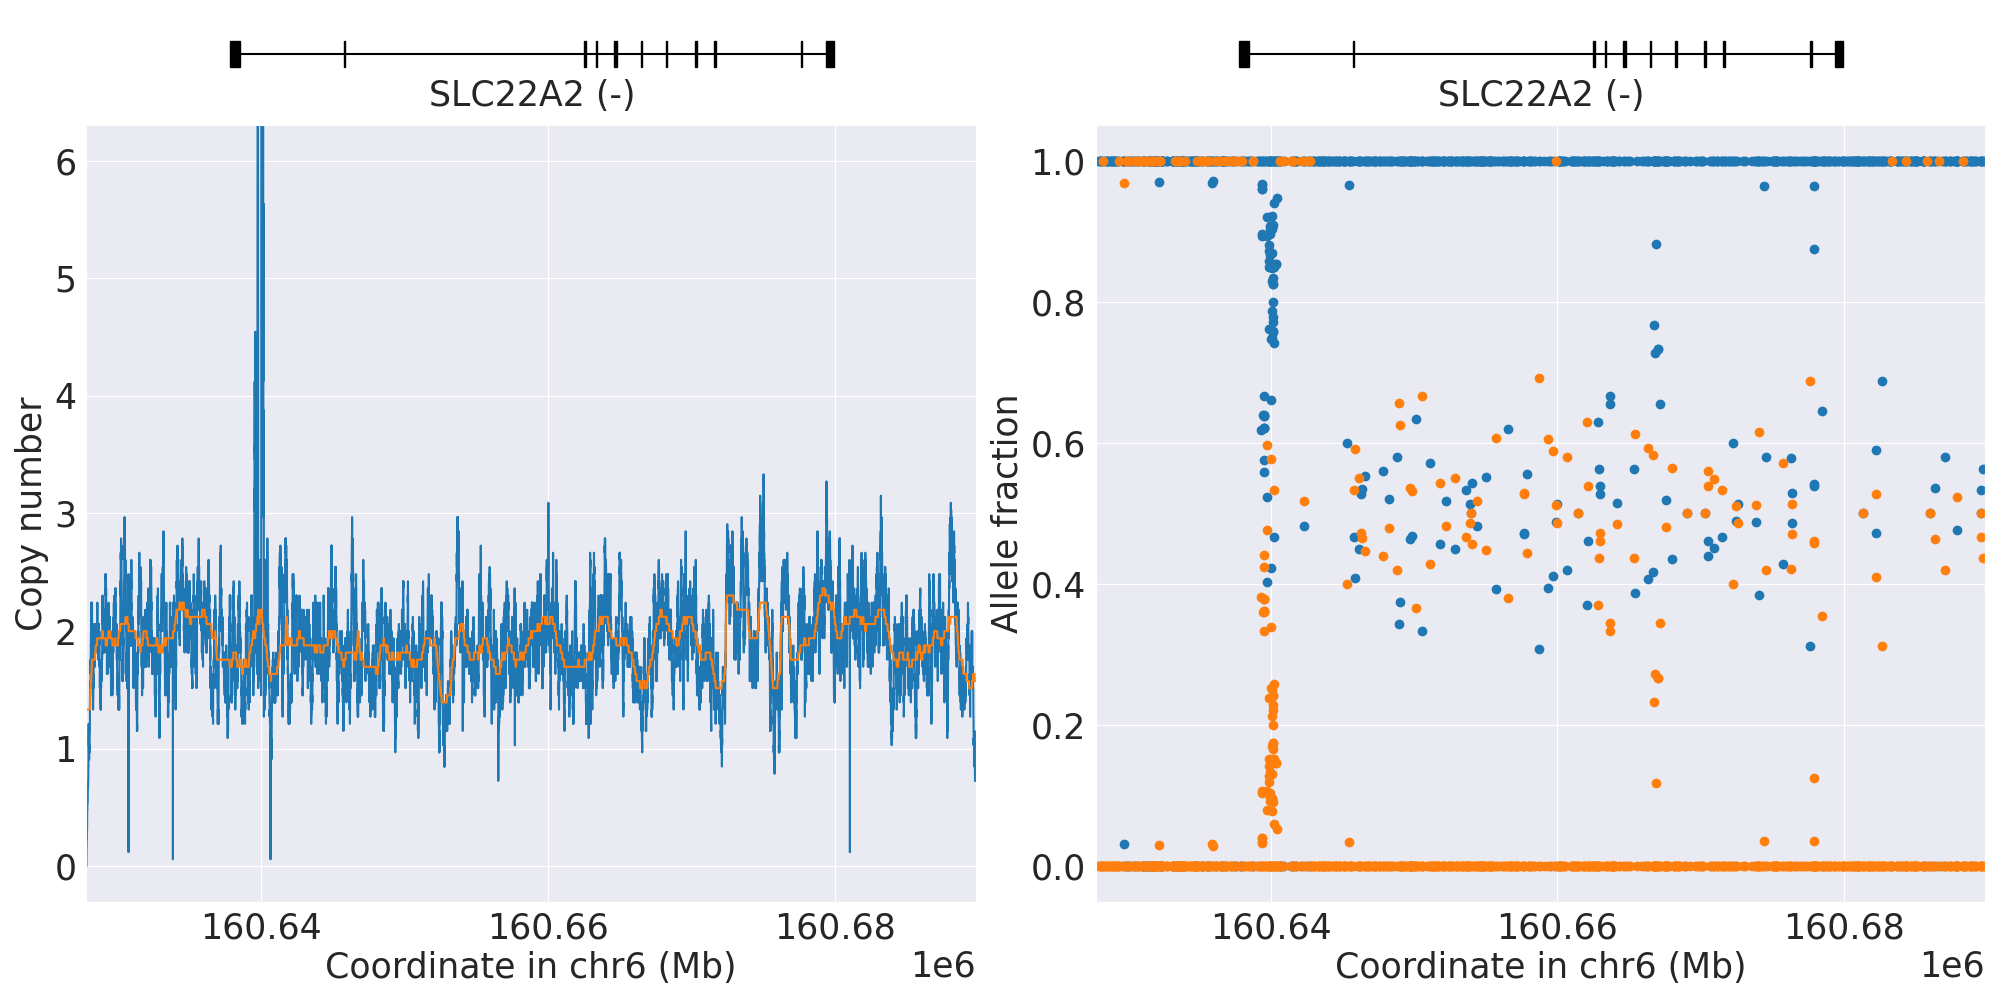 SLC22A2 (-)
6
5
4
3
2
1
0
Copy number
160.64
160.66
160.68
Coordinate in chr6 (Mb)
1e6
SLC22A2 (-)
1.0
0.8
0.6
0.4
0.2
0.0
Allele fraction
160.64
160.66
160.68
Coordinate in chr6 (Mb)
1e6